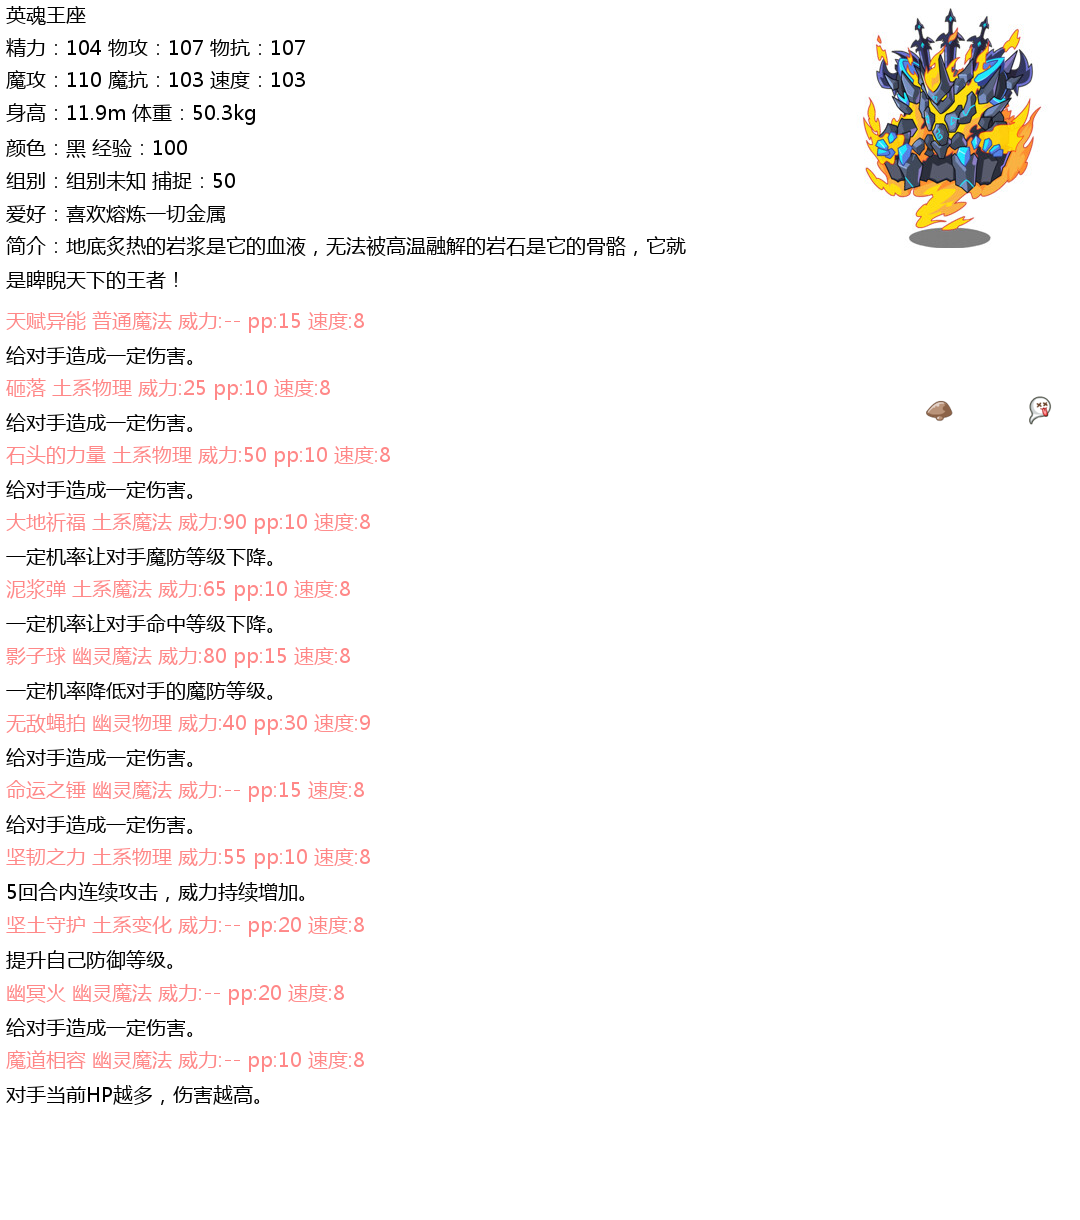 英魂王座
精力：104 物攻：107 物抗：107
魔攻：110 魔抗：103 速度：103
身高：11.9m 体重：50.3kg
颜色：黑 经验：100
组别：组别未知 捕捉：50
爱好：喜欢熔炼一切金属
简介：地底炙热的岩浆是它的血液，无法被高温融解的岩石是它的骨骼，它就
是睥睨天下的王者！
天赋异能 普通魔法 威力:-- pp:15 速度:8
给对手造成一定伤害。
砸落 土系物理 威力:25 pp:10 速度:8
给对手造成一定伤害。
石头的力量 土系物理 威力:50 pp:10 速度:8
给对手造成一定伤害。
大地祈福 土系魔法 威力:90 pp:10 速度:8
一定机率让对手魔防等级下降。
泥浆弹 土系魔法 威力:65 pp:10 速度:8
一定机率让对手命中等级下降。
影子球 幽灵魔法 威力:80 pp:15 速度:8
一定机率降低对手的魔防等级。
无敌蝇拍 幽灵物理 威力:40 pp:30 速度:9
给对手造成一定伤害。
命运之锤 幽灵魔法 威力:-- pp:15 速度:8
给对手造成一定伤害。
坚韧之力 土系物理 威力:55 pp:10 速度:8
5回合内连续攻击，威力持续增加。
坚土守护 土系变化 威力:-- pp:20 速度:8
提升自己防御等级。
幽冥火 幽灵魔法 威力:-- pp:20 速度:8
给对手造成一定伤害。
魔道相容 幽灵魔法 威力:-- pp:10 速度:8
对手当前HP越多，伤害越高。